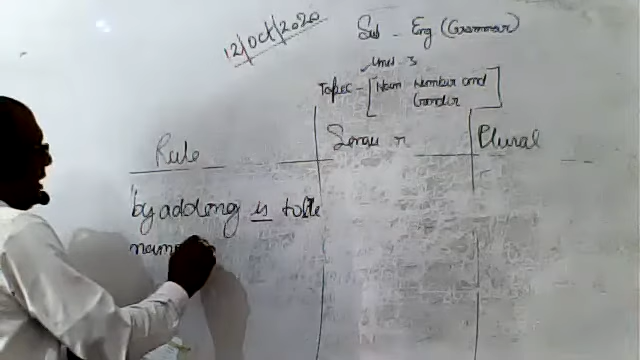 12/Oct/2020
Sub - Eng (Grammar)
Unit - 3
Topic - [Noun Number and
Gender]
Rule
Plural
by adding is to the